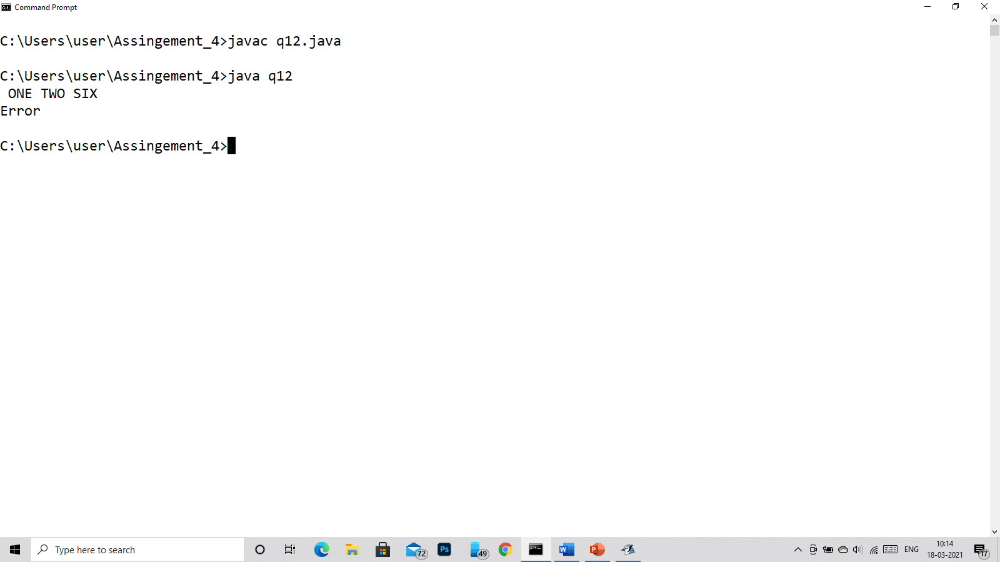 Command Prompt
C:\Users\user\Assingement_4>javac q12.java
C:\Users\user\Assingement_4>java q12
ONE TWO SIX
Error
C:\Users\user\Assingement_4>
Type here to search
72
Ps
49
W
P
ENG
10:14
18-03-2021
17